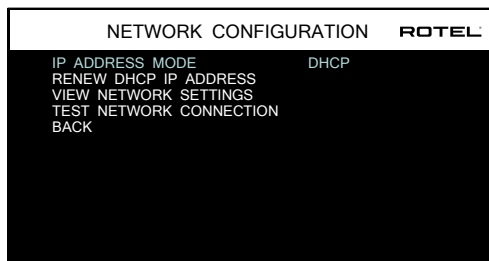 NETWORK CONFIGURATION ROTEL
IP ADDRESS MODE DHCP
RENEW DHCP IP ADDRESS
VIEW NETWORK SETTINGS
TEST NETWORK CONNECTION
BACK